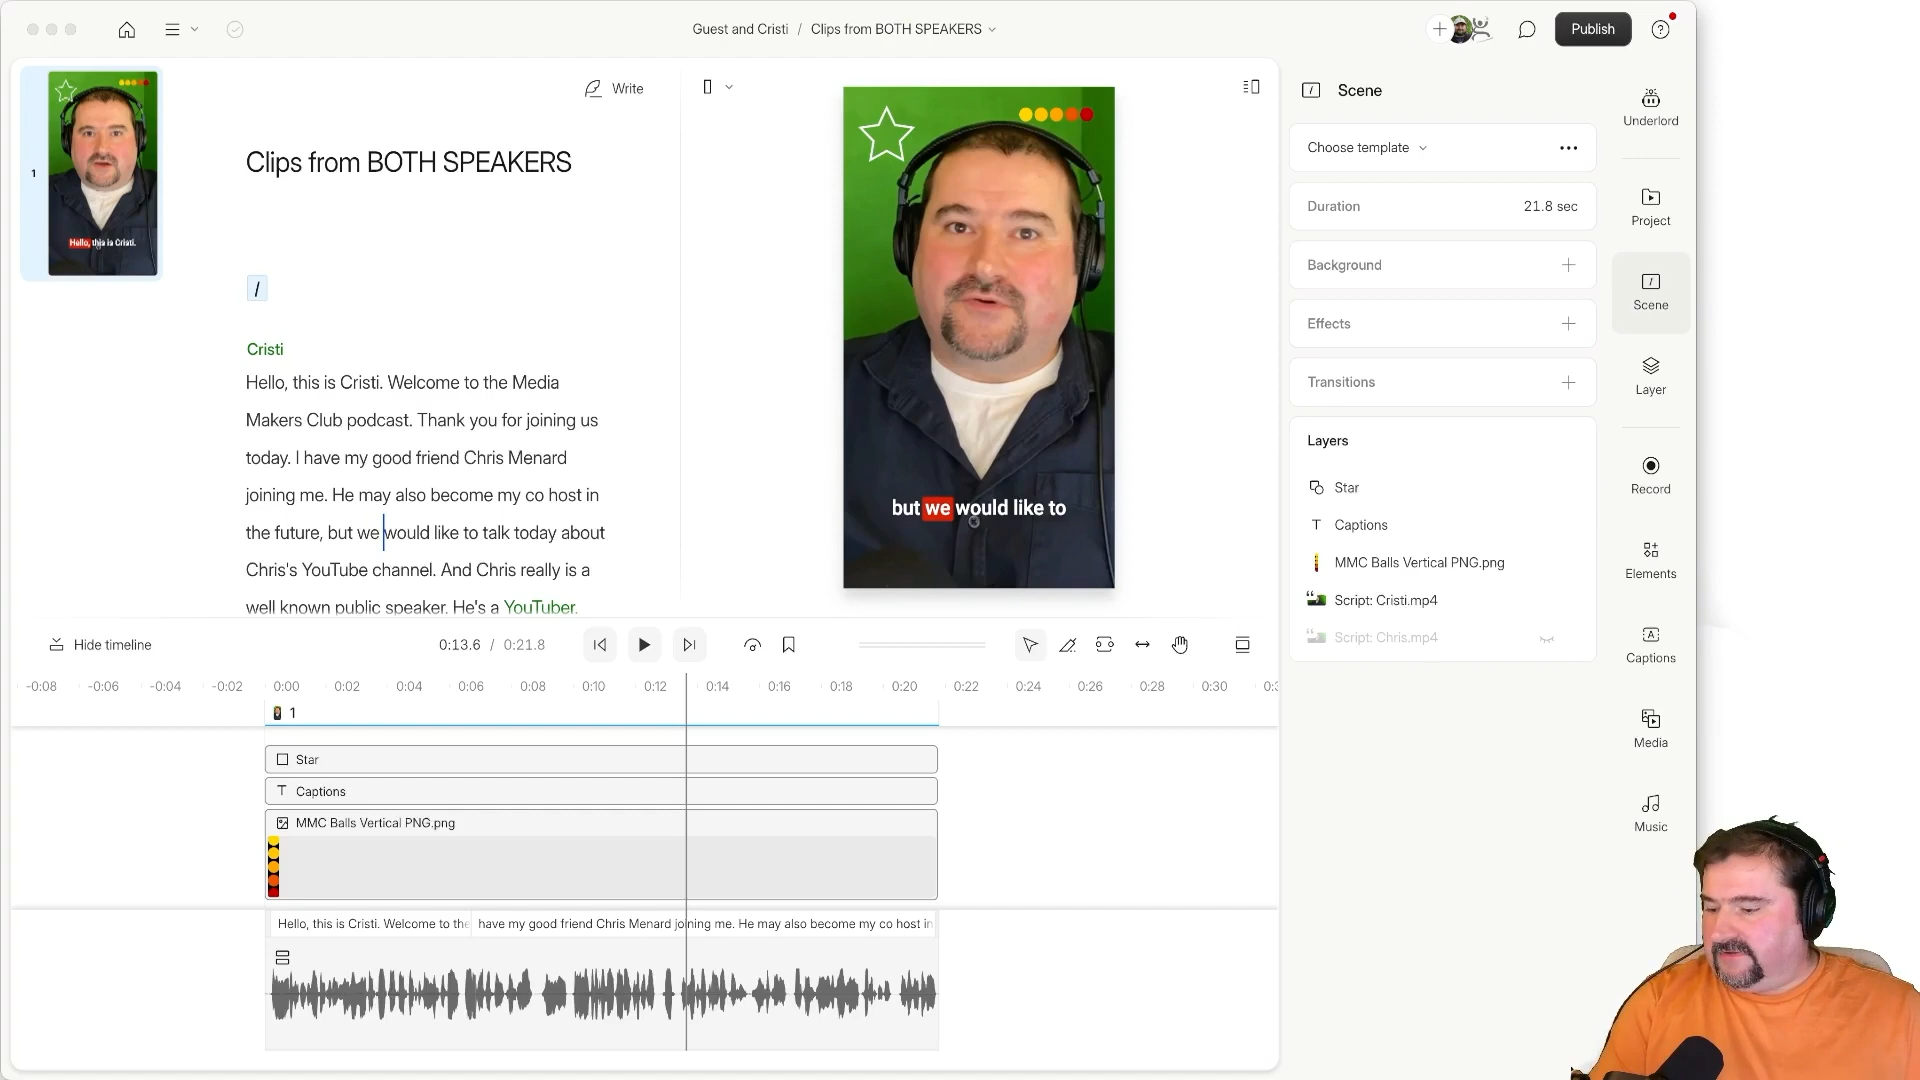 Guest and Cristi / Clips from BOTH SPEAKERS
Publish
Write
1
Hello, this is Cristi.
Clips from BOTH SPEAKERS
/
Cristi
Hello, this is Cristi. Welcome to the Media
Makers Club podcast. Thank you for joining us
today. I have my good friend Chris Menard
joining me. He may also become my co host in
the future, but we would like to talk today about
Chris's YouTube channel. And Chris really is a
well known public speaker. He's a YouTuber.
but we would like to
Scene
Choose template
Duration 21.8 sec
Background
Effects
Transitions
Layers
Star
Captions
MMC Balls Vertical PNG.png
Script: Cristi.mp4
Script: Chris.mp4
Underlord
Project
Scene
Layer
Record
Elements
Captions
Media
Music
Hide timeline
0:13.6 / 0:21.8
-0:08 -0:06 -0:04 -0:02 0:00 0:02 0:04 0:06 0:08 0:10 0:12 0:14 0:16 0:18 0:20 0:22 0:24 0:26 0:28 0:30
1
Star
Captions
MMC Balls Vertical PNG.png
Hello, this is Cristi. Welcome to the have my good friend Chris Menard joining me. He may also become my co host in